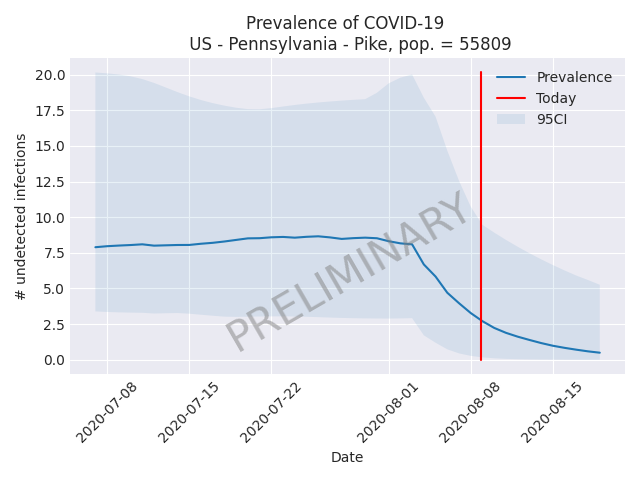 Prevalence of COVID-19
US - Pennsylvania - Pike, pop. = 55809
# undetected infections
20.0
17.5
15.0
12.5
10.0
7.5
5.0
2.5
0.0
Prevalence
Today
95CI
PRELIMINARY
2020-07-08
2020-07-15
2020-07-22
2020-08-01
2020-08-08
2020-08-15
Date